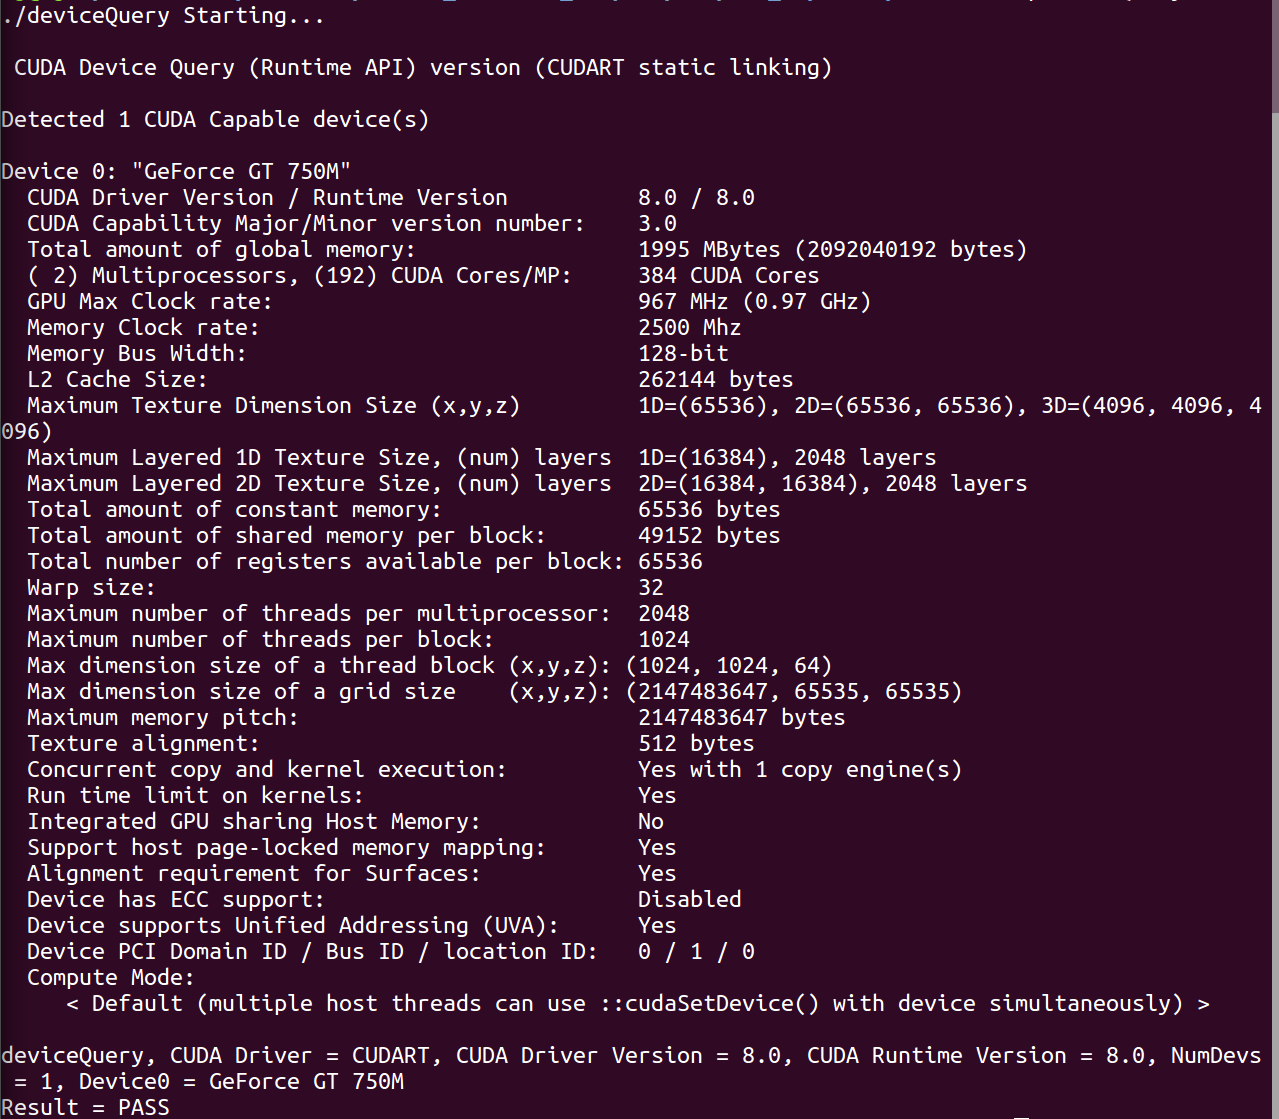 ./deviceQuery Starting...
CUDA Device Query (Runtime API) version (CUDART static linking)
Detected 1 CUDA Capable device(s)
Device 0: "GeForce GT 750M"
CUDA Driver Version / Runtime Version 8.0 / 8.0
CUDA Capability Major/Minor version number: 3.0
Total amount of global memory: 1995 MBytes (2092040192 bytes)
( 2) Multiprocessors, (192) CUDA Cores/MP: 384 CUDA Cores
GPU Max Clock rate: 967 MHz (0.97 GHz)
Memory Clock rate: 2500 Mhz
Memory Bus Width: 128-bit
L2 Cache Size: 262144 bytes
Maximum Texture Dimension Size (x,y,z) 1D=(65536), 2D=(65536, 65536), 3D=(4096, 4096, 4
096)
Maximum Layered 1D Texture Size, (num) layers 1D=(16384), 2048 layers
Maximum Layered 2D Texture Size, (num) layers 2D=(16384, 16384), 2048 layers
Total amount of constant memory: 65536 bytes
Total amount of shared memory per block: 49152 bytes
Total number of registers available per block: 65536
Warp size: 32
Maximum number of threads per multiprocessor: 2048
Maximum number of threads per block: 1024
Max dimension size of a thread block (x,y,z): (1024, 1024, 64)
Max dimension size of a grid size (x,y,z): (2147483647, 65535, 65535)
Maximum memory pitch: 2147483647 bytes
Texture alignment: 512 bytes
Concurrent copy and kernel execution: Yes with 1 copy engine(s)
Run time limit on kernels: Yes
Integrated GPU sharing Host Memory: No
Support host page-locked memory mapping: Yes
Alignment requirement for Surfaces: Yes
Device has ECC support: Disabled
Device supports Unified Addressing (UVA): Yes
Device PCI Domain ID / Bus ID / location ID: 0 / 1 / 0
Compute Mode:
< Default (multiple host threads can use ::cudaSetDevice() with device simultaneously) >
deviceQuery, CUDA Driver = CUDART, CUDA Driver Version = 8.0, CUDA Runtime Version = 8.0, NumDevs
= 1, Device0 = GeForce GT 750M
Result = PASS